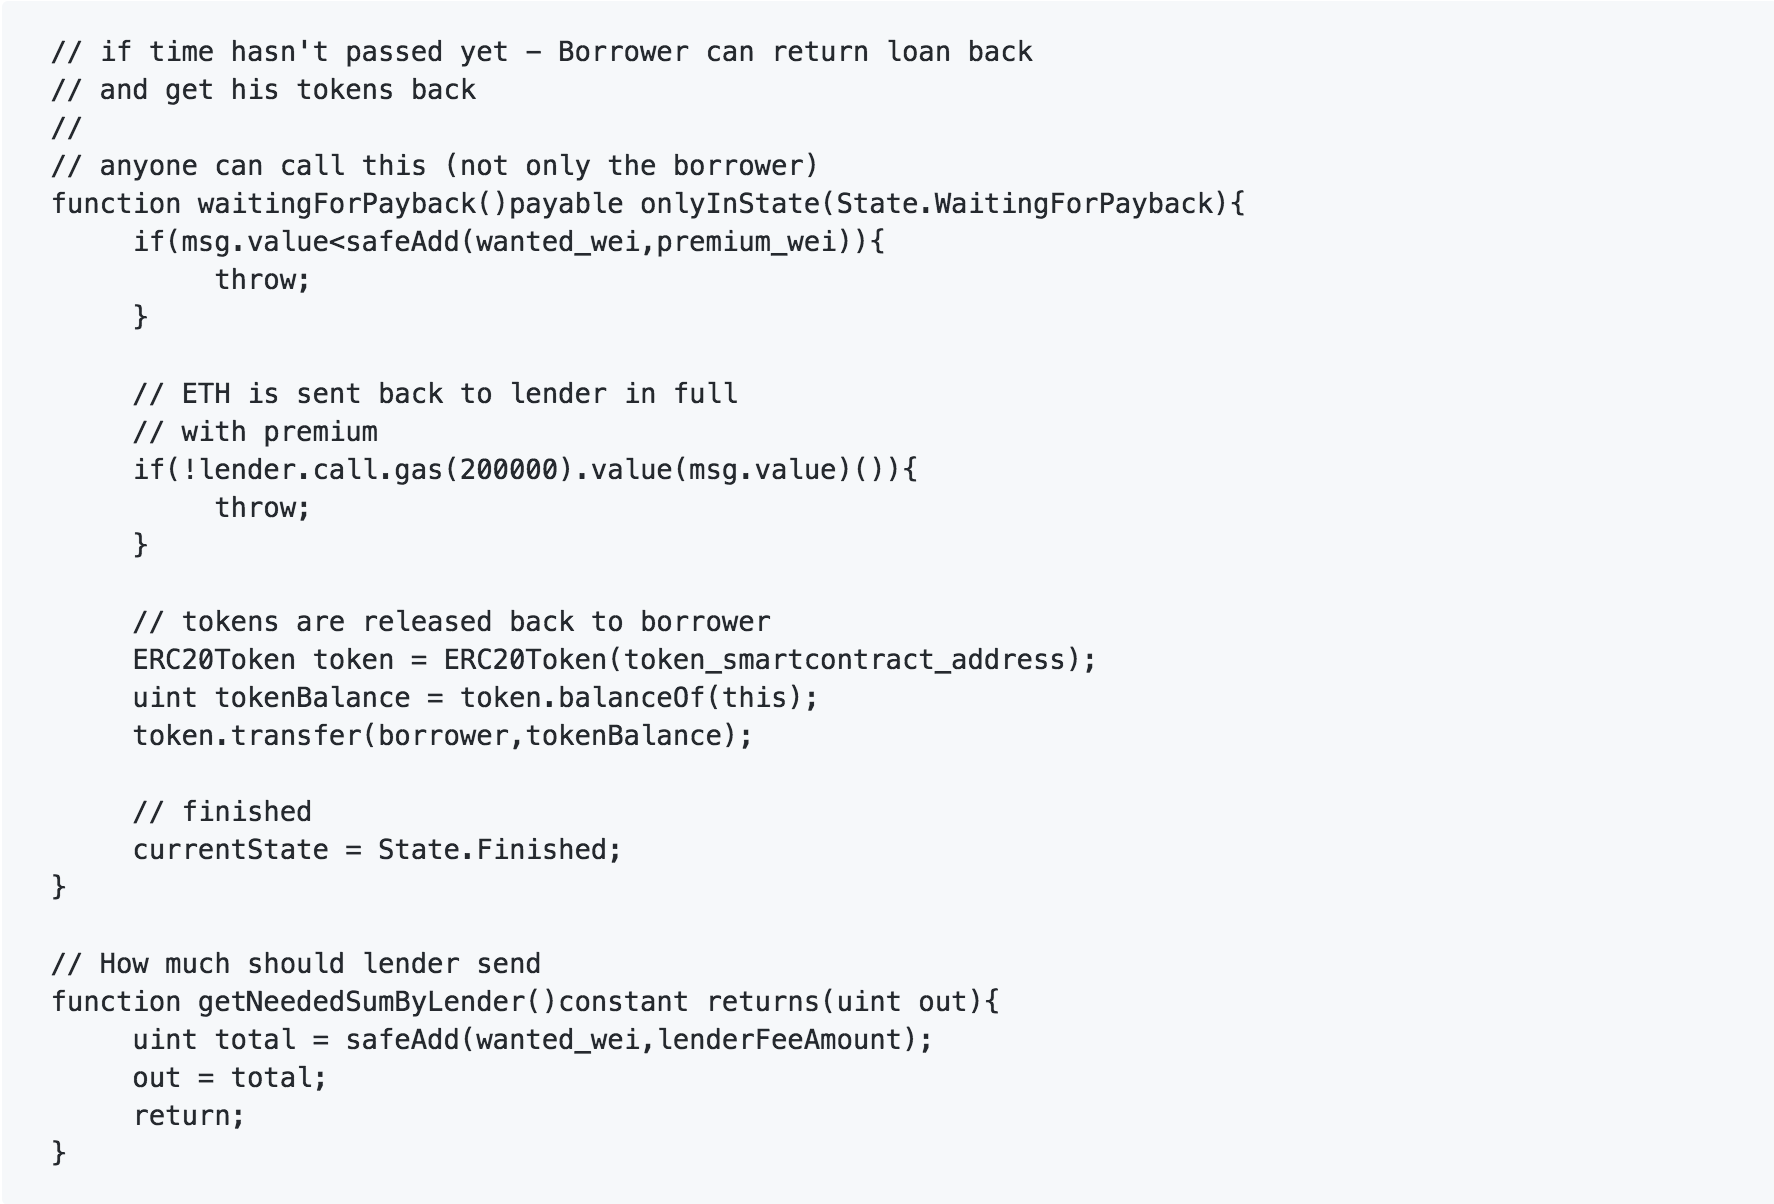 // if time hasn't passed yet – Borrower can return loan back
// and get his tokens back
//
// anyone can call this (not only the borrower)
function waitingForPayback()payable onlyInState(State.WaitingForPayback){
     if(msg.value<safeAdd(wanted_wei,premium_wei)){
          throw;
     }

     // ETH is sent back to lender in full
     // with premium
     if(!lender.call.gas(200000).value(msg.value)()){
          throw;
     }

     // tokens are released back to borrower
     ERC20Token token = ERC20Token(token_smartcontract_address);
     uint tokenBalance = token.balanceOf(this);
     token.transfer(borrower,tokenBalance);

     // finished
     currentState = State.Finished;
}

// How much should lender send
function getNeededSumByLender()constant returns(uint out){
     uint total = safeAdd(wanted_wei,lenderFeeAmount);
     out = total;
     return;
}